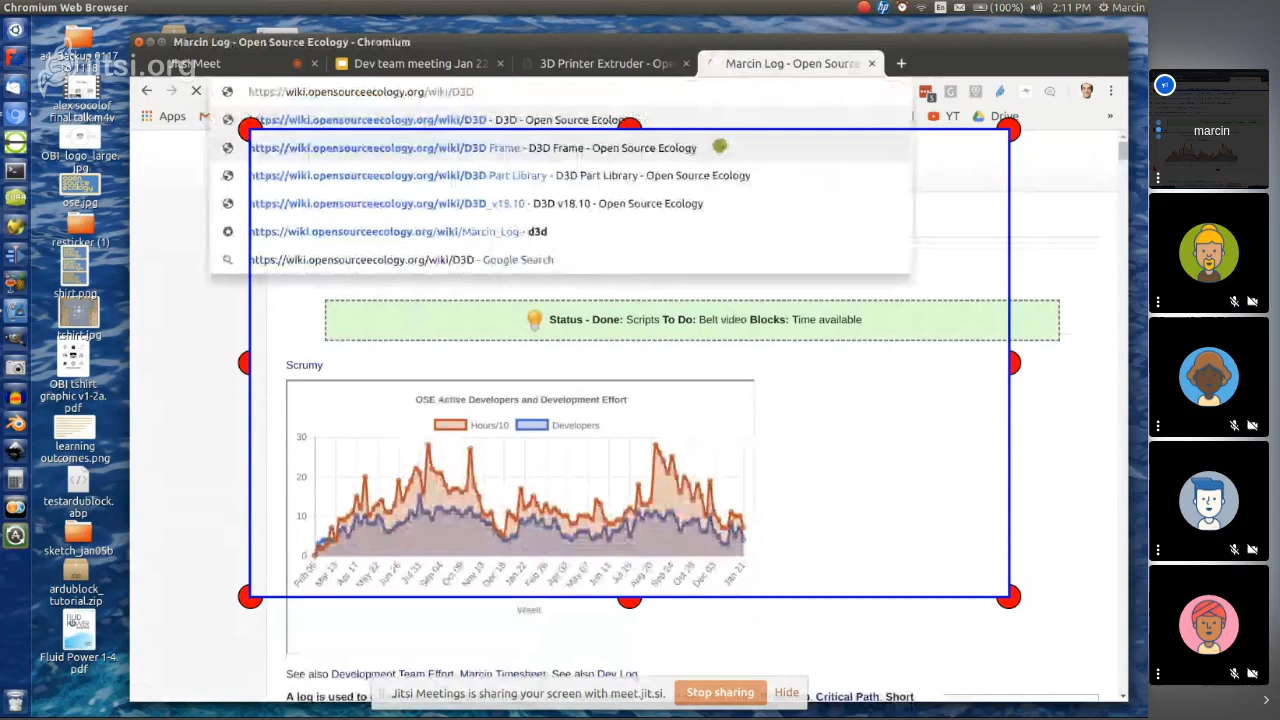 Chromium Web Browser
En
(100%)
2:11 PM
Marcin
Marcin Log - Open Source Ecology - Chromium
Jitsi Meet
Dev team meeting Jan 22
3D Printer Extruder - Ope
Marcin Log - Open Source
https://wiki.opensourceecology.org/wiki/D3D
Apps
YT
Drive
https://wiki.opensourceecology.org/wiki/D3D - D3D - Open Source Ecology
https://wiki.opensourceecology.org/wiki/D3D Frame - D3D Frame - Open Source Ecology
https://wiki.opensourceecology.org/wiki/D3D Part Library - D3D Part Library - Open Source Ecology
https://wiki.opensourceecology.org/wiki/D3D_v18.10 - D3D v18.10 - Open Source Ecology
https://wiki.opensourceecology.org/wiki/Marcin_Log - d3d
https://wiki.opensourceecology.org/wiki/D3D - Google Search
Status - Done: Scripts To Do: Belt video Blocks: Time available
Scrumy
OSE Active Developers and Development Effort
Hours/10
Developers
30
20
10
0
Week
See also Development Team Effort, Marcin Timesheet. See also Dev Log.
A log is used to
Critical Path, Short
Jitsi Meetings is sharing your screen with meet.jit.si.
Stop sharing
Hide
jitsi.org
alex socolof
final talk.m4v
OBI_logo_large.
jpg
ose.jpg
resticker (1)
shirt.png
tshirt.jpg
OBI tshirt
graphic v1-2a.
pdf
learning
outcomes.png
testardublock.
abp
sketch_jan05b
ardublock_
tutorial.zip
Fluid Power 1-4.
pdf
marcin